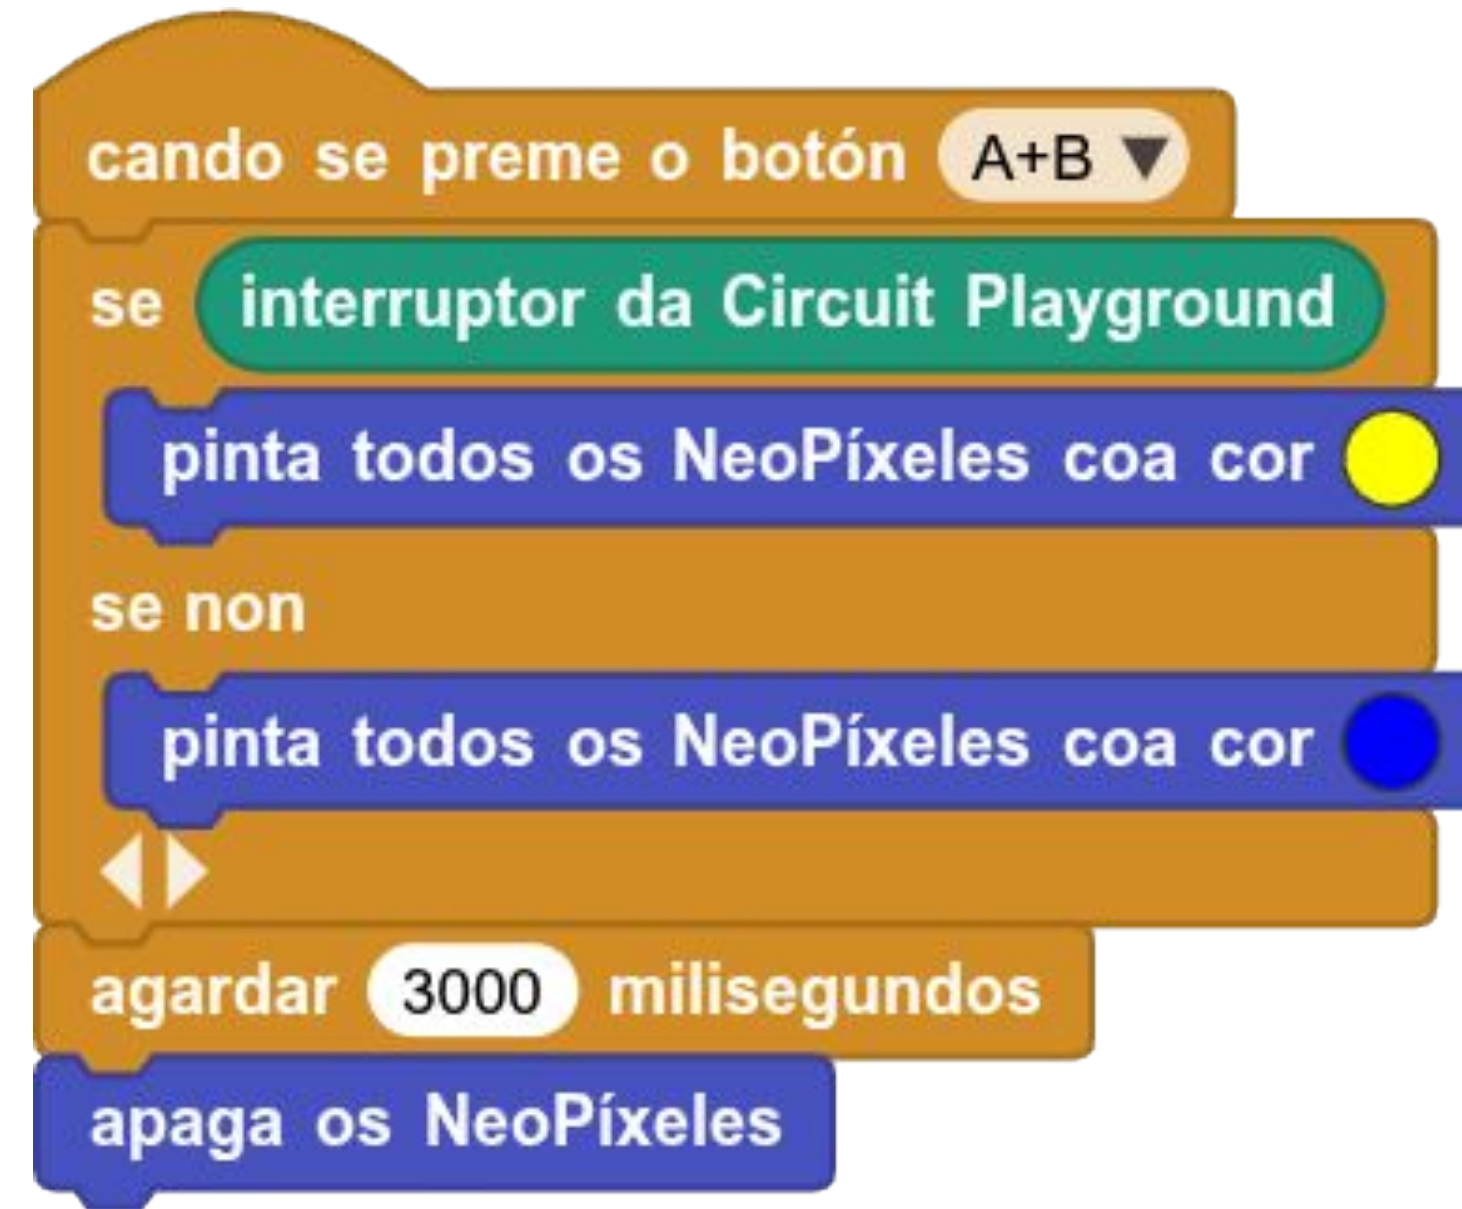 cando se preme o botón A+B
se interruptor da Circuit Playground
pinta todos os NeoPíxeles coa cor
se non
pinta todos os NeoPíxeles coa cor
agardar 3000 milisegundos
apaga os NeoPíxeles